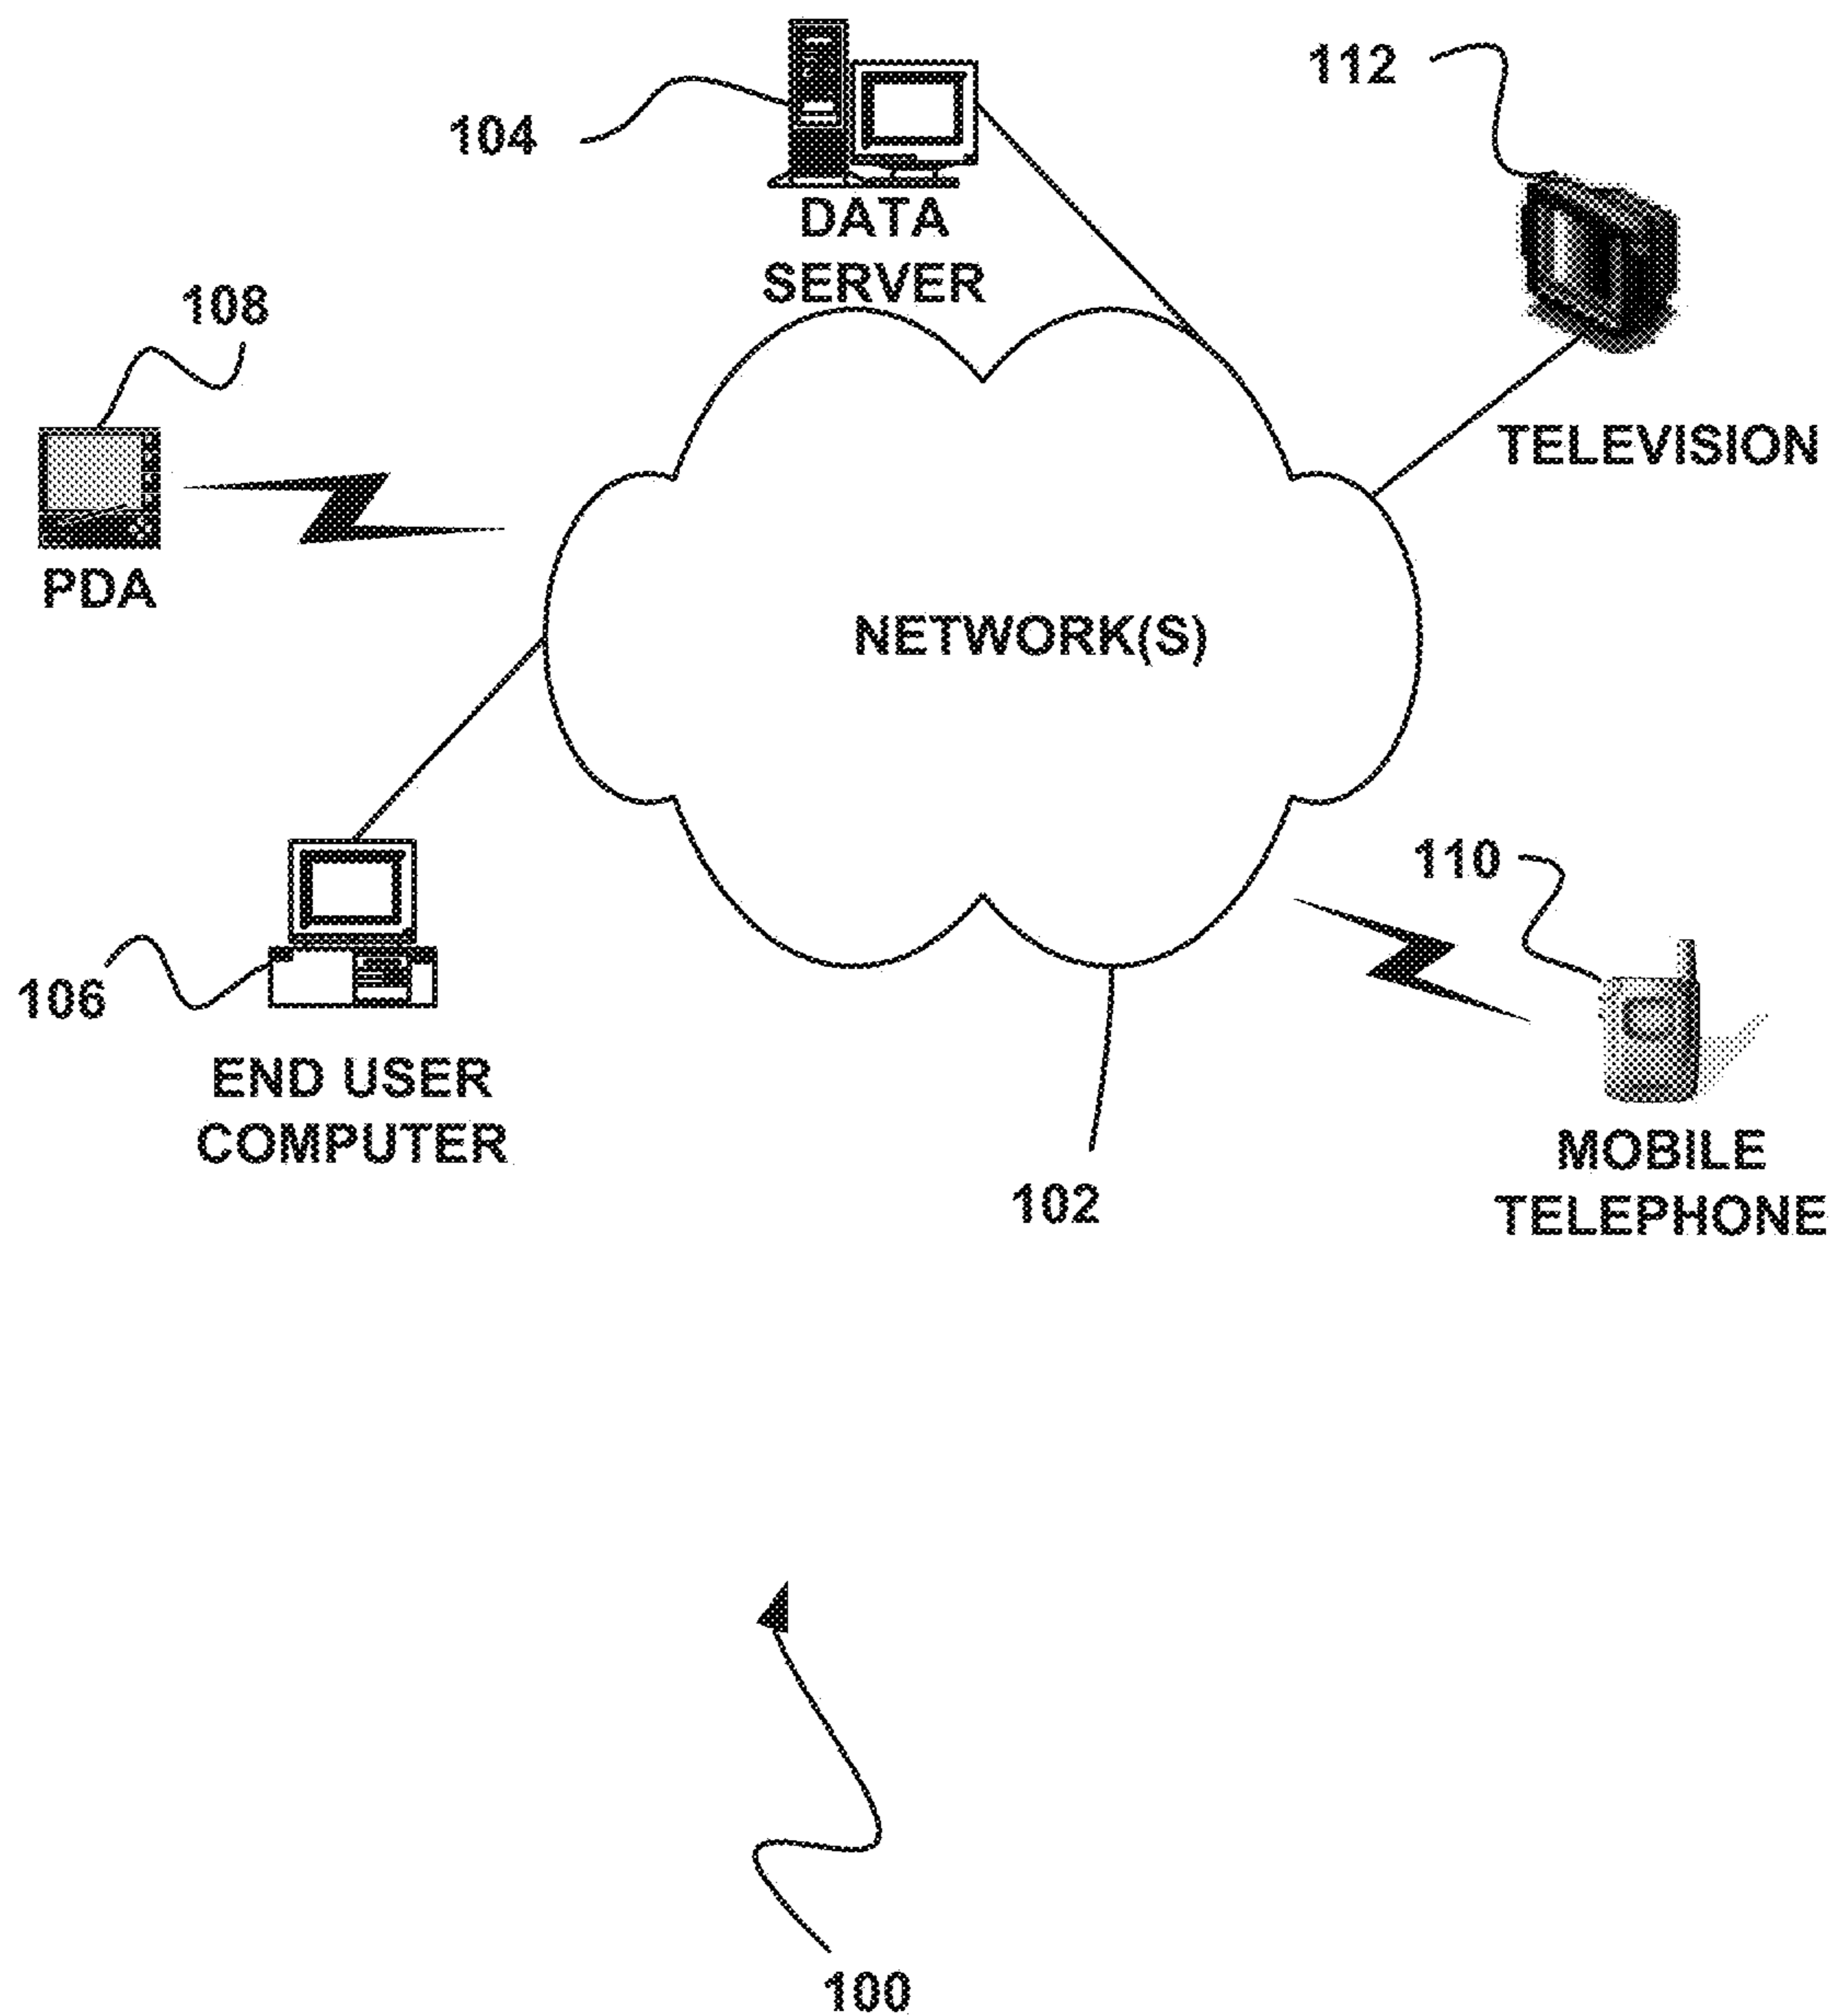 112
104
DATA
SERVER
108
TELEVISION
PDA
NETWORK(S)
110
106
END USER
COMPUTER
MOBILE
TELEPHONE
102
100